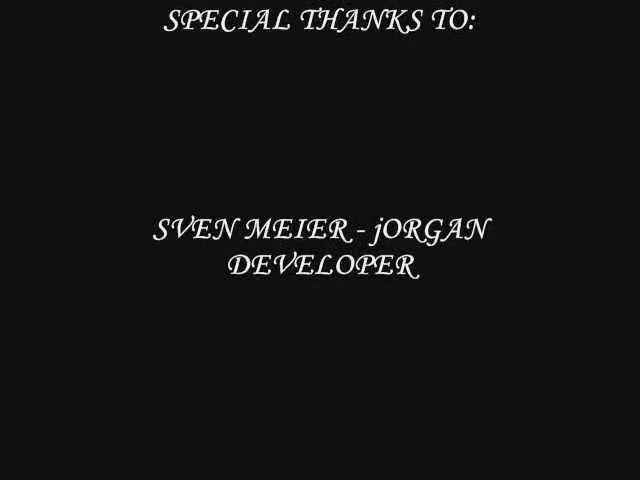 SPECIAL THANKS TO:
SVEN MEIER - jORGAN
DEVELOPER